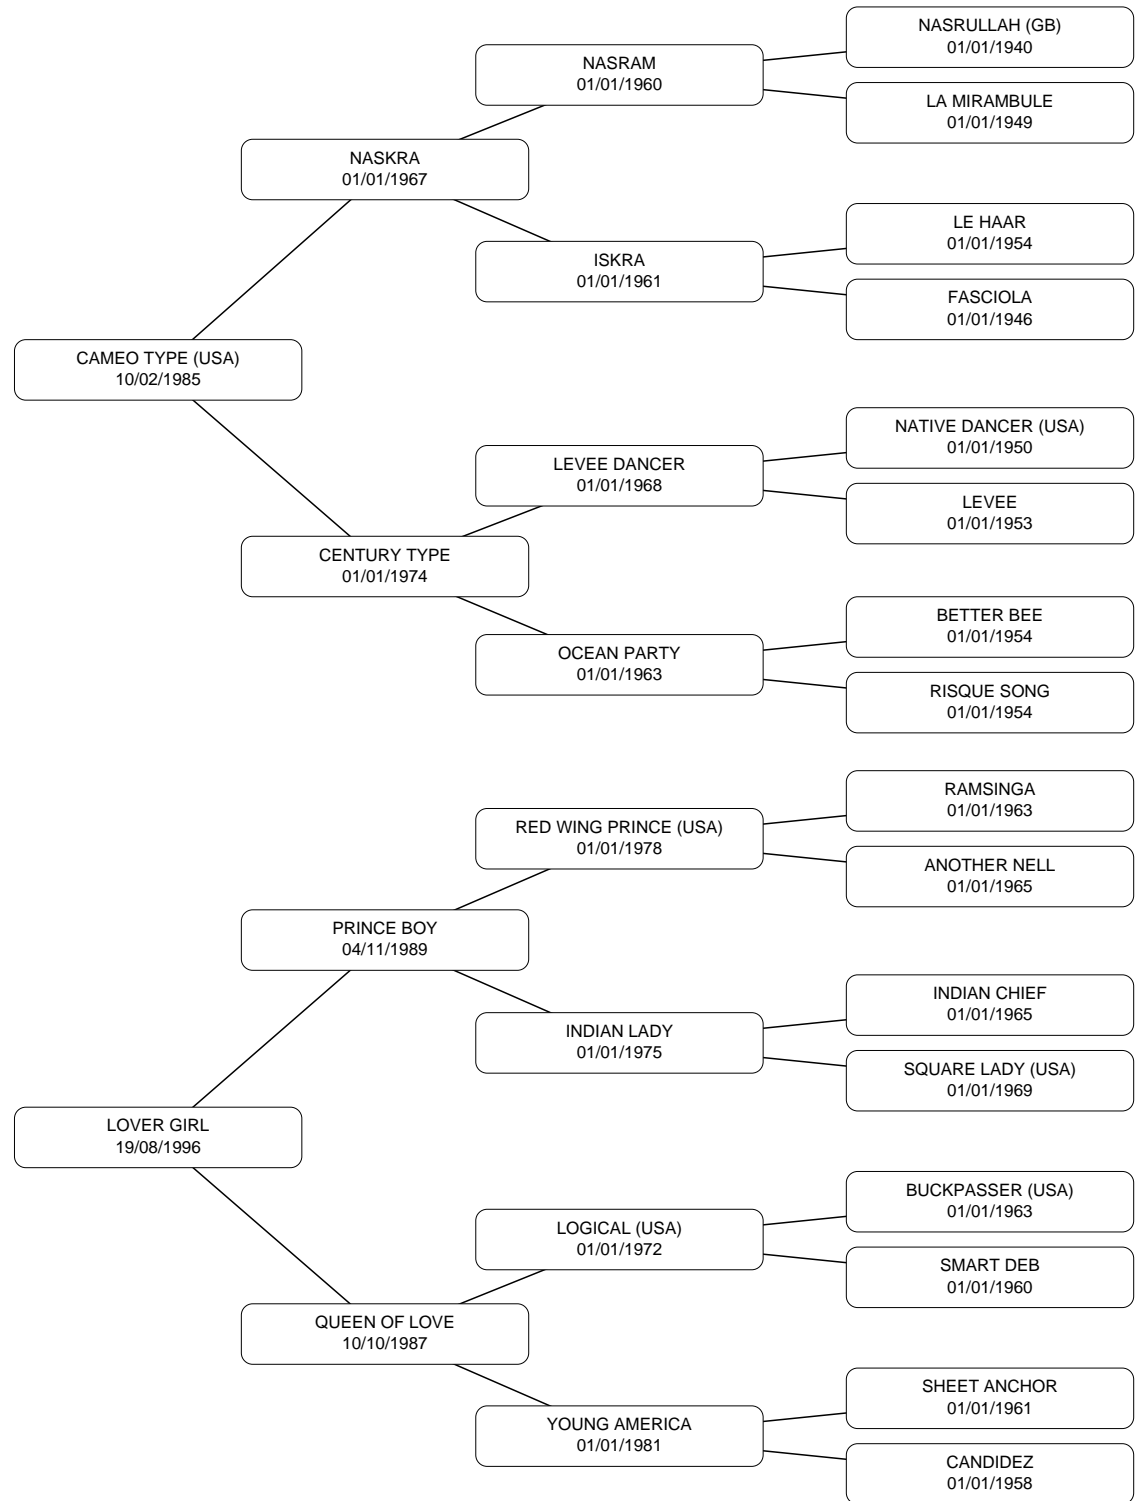 NASRULLAH (GB)
01/01/1940
NASRAM
01/01/1960
LA MIRAMBULE
01/01/1949
NASKRA
01/01/1967
LE HAAR
01/01/1954
ISKRA
01/01/1961
FASCIOLA
01/01/1946
CAMEO TYPE (USA)
10/02/1985
NATIVE DANCER (USA)
01/01/1950
LEVEE DANCER
01/01/1968
LEVEE
01/01/1953
CENTURY TYPE
01/01/1974
BETTER BEE
01/01/1954
OCEAN PARTY
01/01/1963
RISQUE SONG
01/01/1954
RAMSINGA
01/01/1963
RED WING PRINCE (USA)
01/01/1978
ANOTHER NELL
01/01/1965
PRINCE BOY
04/11/1989
INDIAN CHIEF
01/01/1965
INDIAN LADY
01/01/1975
SQUARE LADY (USA)
01/01/1969
LOVER GIRL
19/08/1996
BUCKPASSER (USA)
01/01/1963
LOGICAL (USA)
01/01/1972
SMART DEB
01/01/1960
QUEEN OF LOVE
10/10/1987
SHEET ANCHOR
01/01/1961
YOUNG AMERICA
01/01/1981
CANDIDEZ
01/01/1958